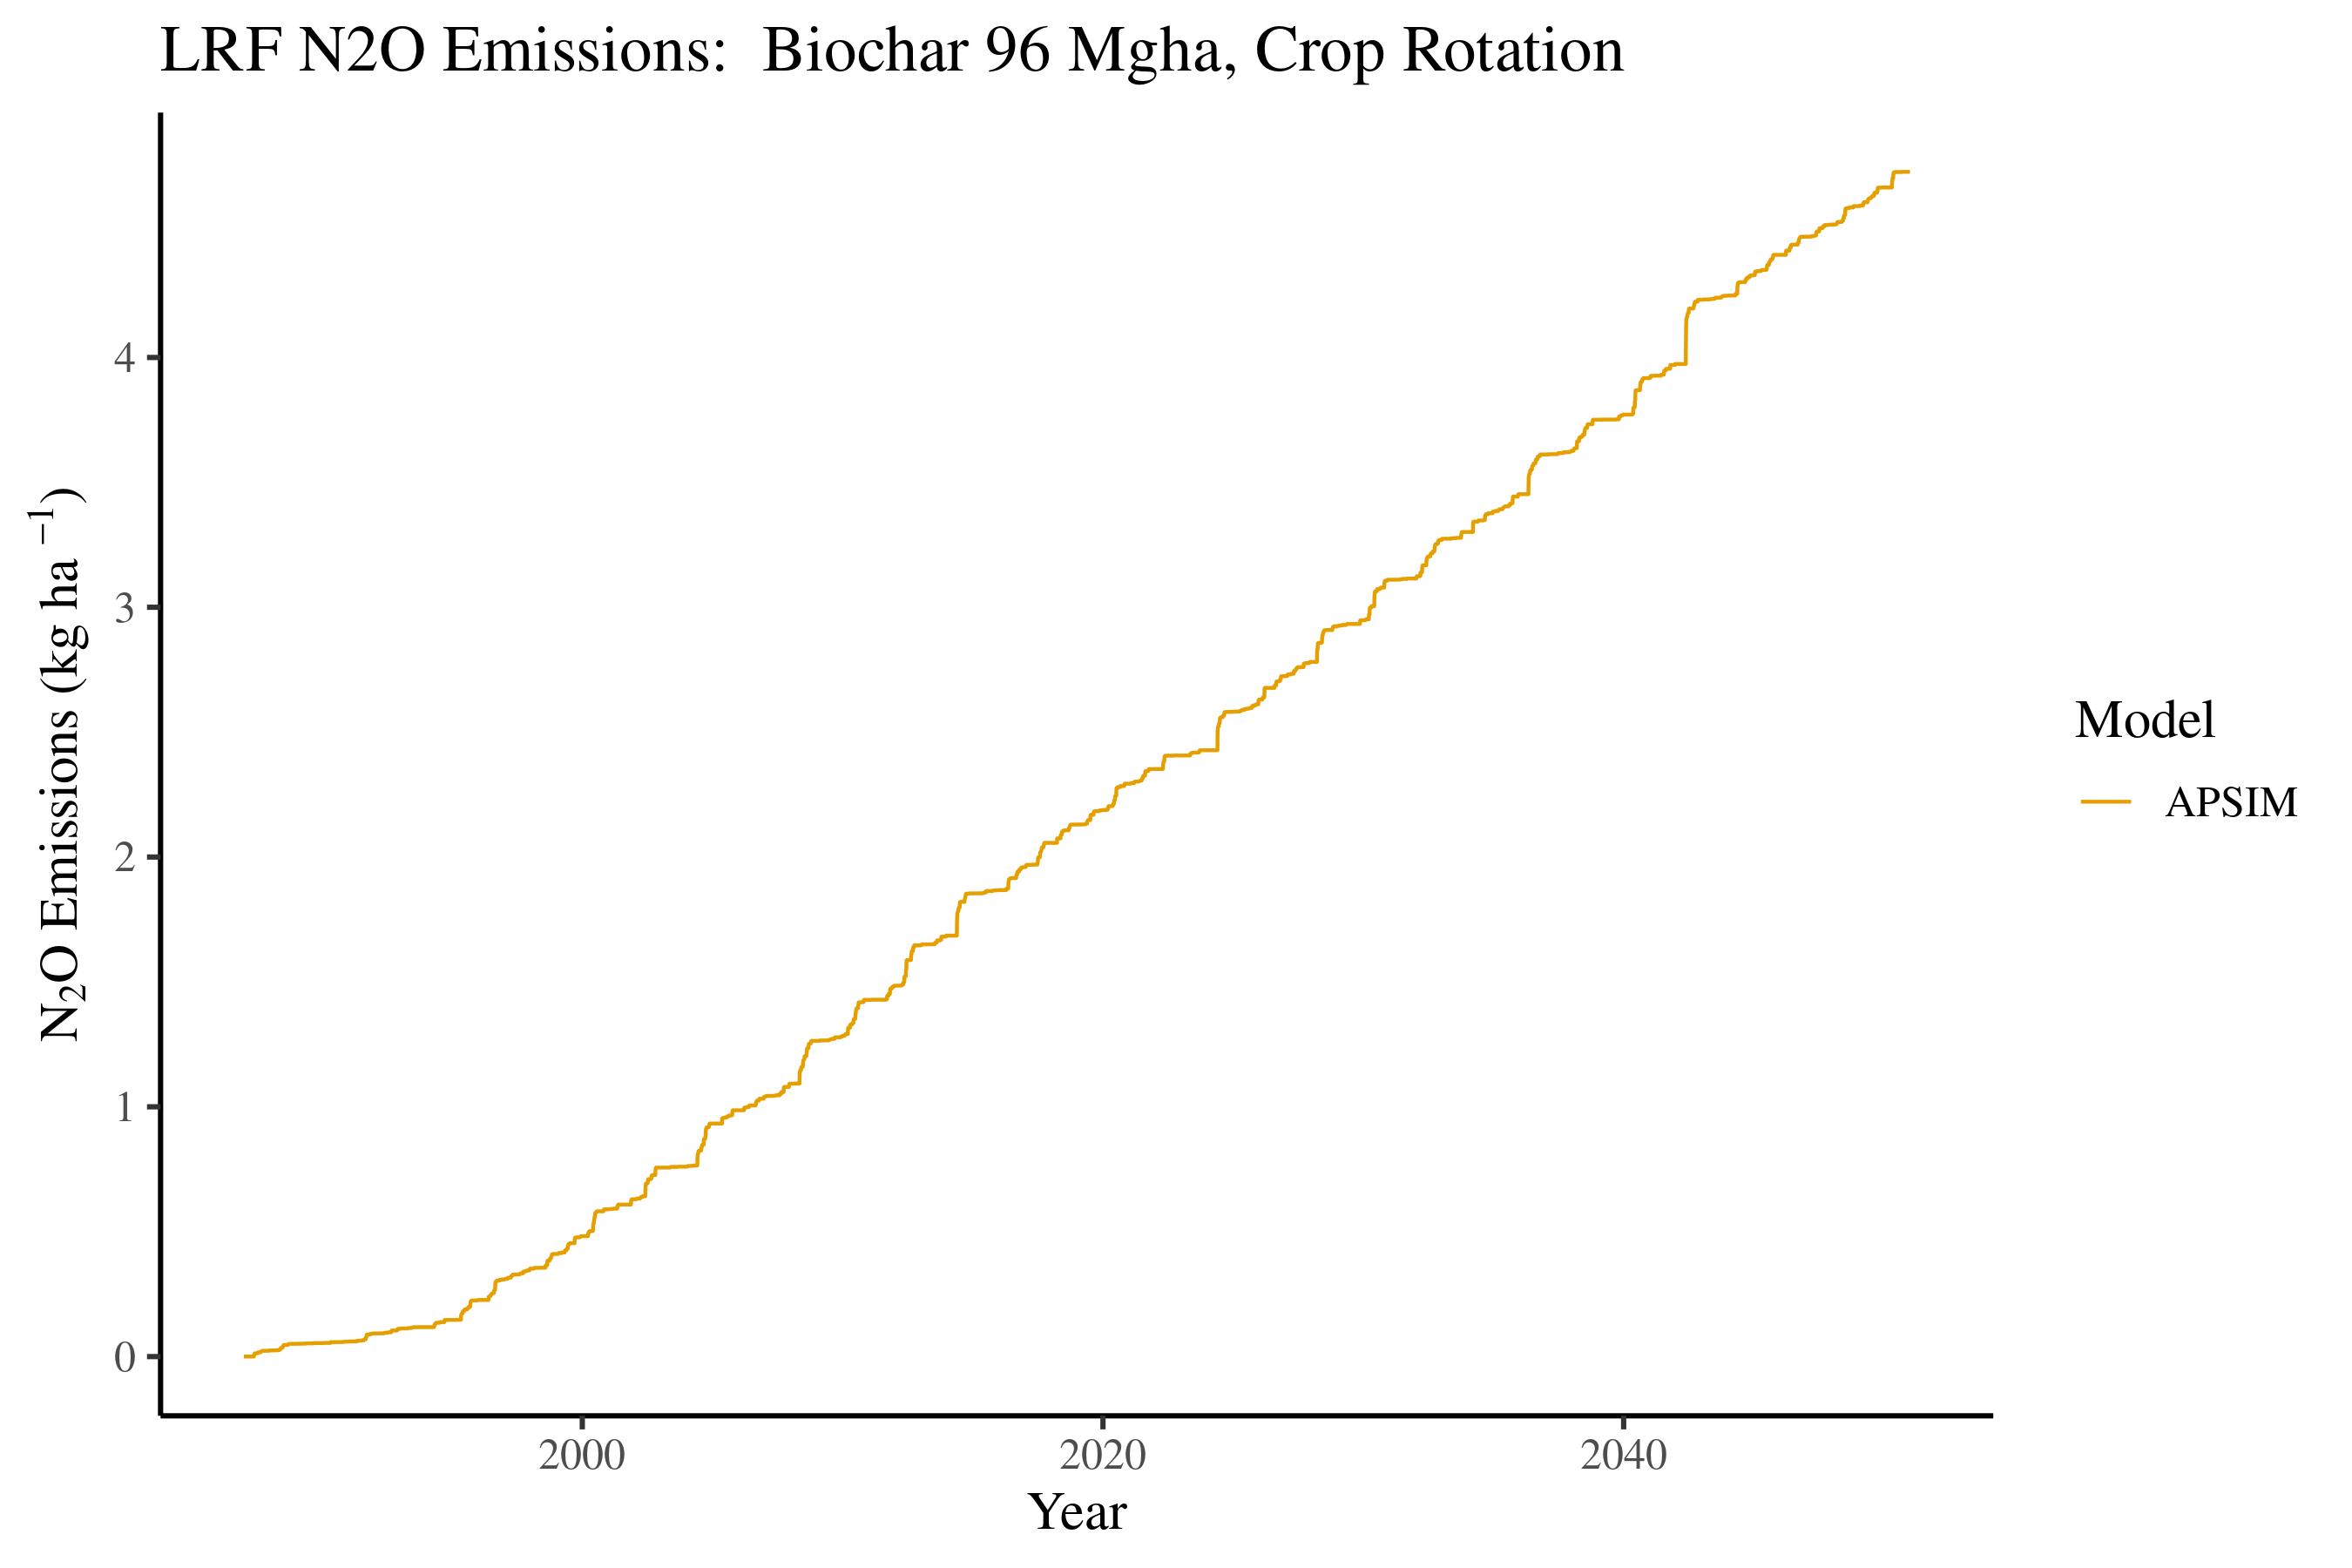 LRF N2O Emissions:  Biochar 96 Mgha, Crop Rotation
N₂O Emissions (kg ha ⁻¹)
4
3
2
1
0
2000
2020
2040
Year
Model
APSIM